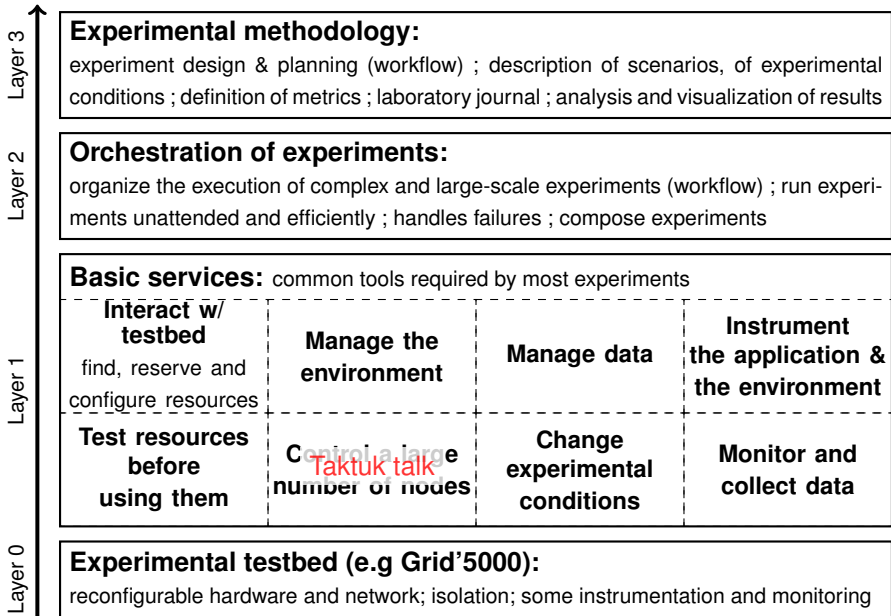 Layer 3
Experimental methodology:
experiment design & planning (workflow) ; description of scenarios, of experimental
conditions ; definition of metrics ; laboratory journal ; analysis and visualization of results
Layer 2
Orchestration of experiments:
organize the execution of complex and large-scale experiments (workflow) ; run experi-
ments unattended and efficiently ; handles failures ; compose experiments
Layer 1
Basic services: common tools required by most experiments
Interact w/
testbed
find, reserve and
configure resources
Manage the
environment
Manage data
Instrument
the application &
the environment
Test resources
before
using them
Control a large
number of nodes
Taktuk talk
Change
experimental
conditions
Monitor and
collect data
Layer 0
Experimental testbed (e.g Grid'5000):
reconfigurable hardware and network; isolation; some instrumentation and monitoring